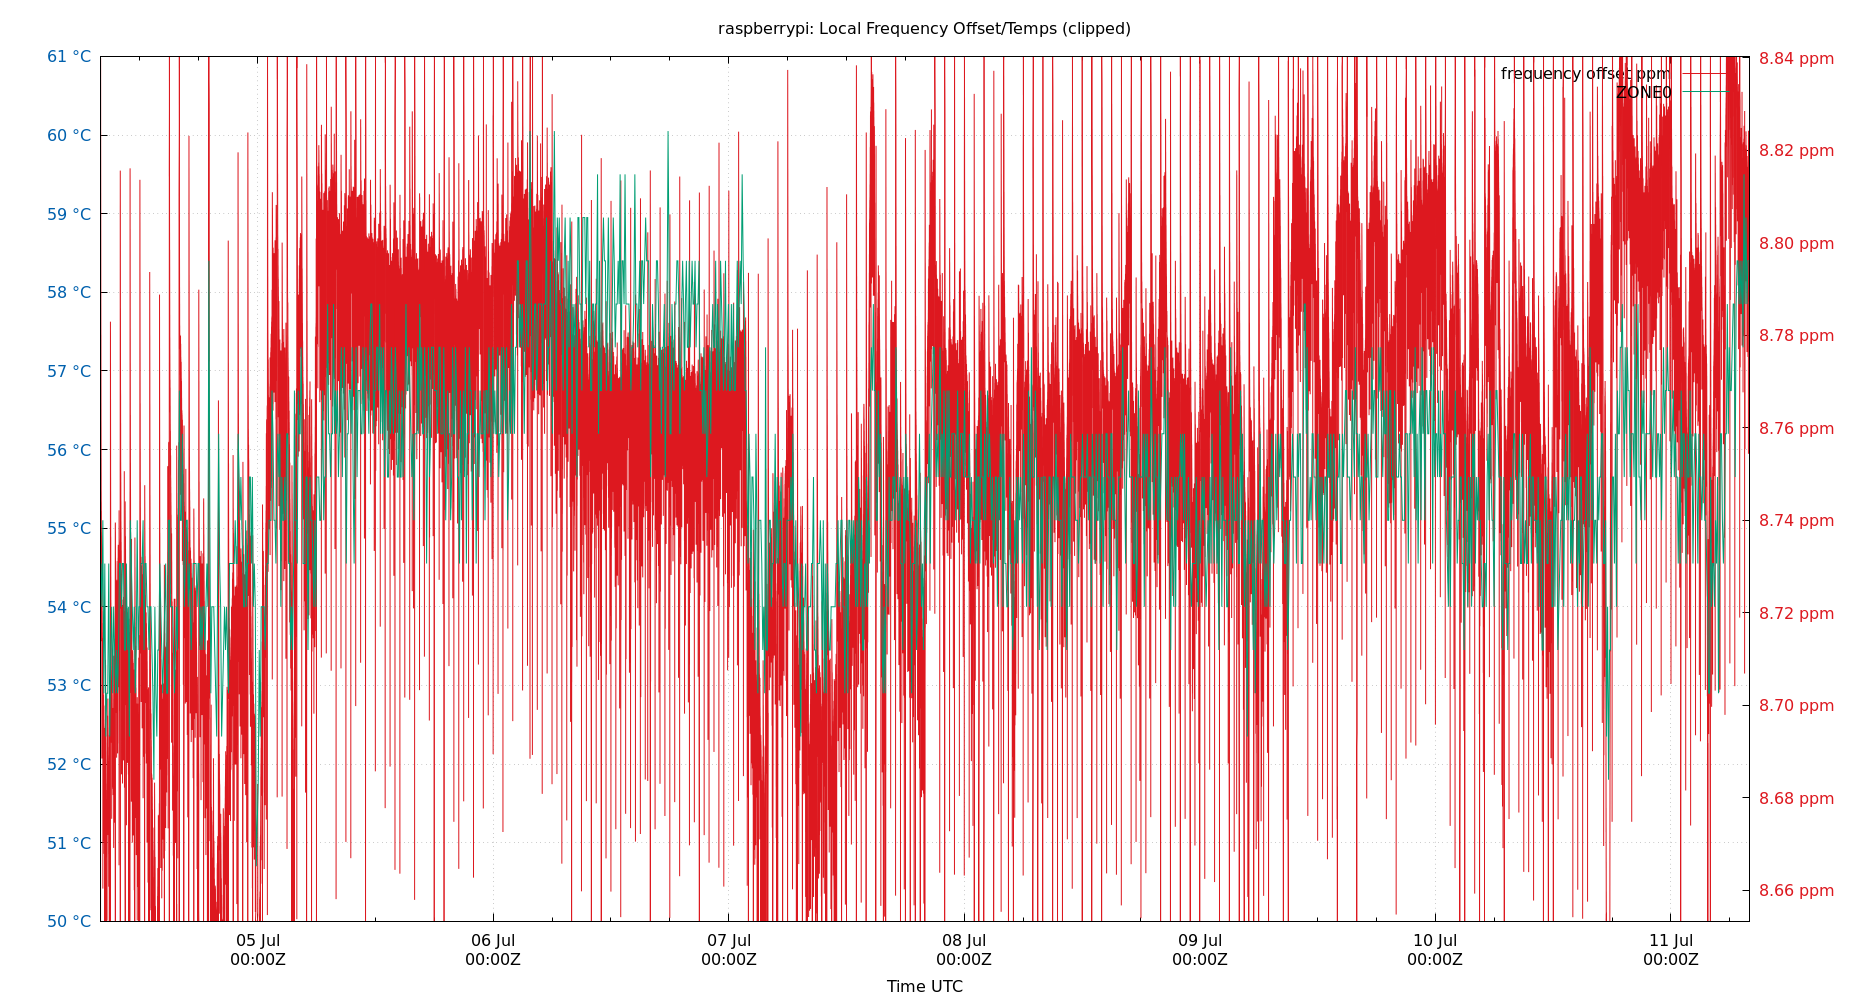 raspberrypi: Local Frequency Offset/Temps (clipped)
61 °C
60 °C
59 °C
58 °C
57 °C
56 °C
55 °C
54 °C
53 °C
52 °C
51 °C
50 °C
8.84 ppm
8.82 ppm
8.80 ppm
8.78 ppm
8.76 ppm
8.74 ppm
8.72 ppm
8.70 ppm
8.68 ppm
8.66 ppm
frequency offset ppm
ZONE0
05 Jul
00:00Z
06 Jul
00:00Z
07 Jul
00:00Z
08 Jul
00:00Z
09 Jul
00:00Z
10 Jul
00:00Z
11 Jul
00:00Z
Time UTC